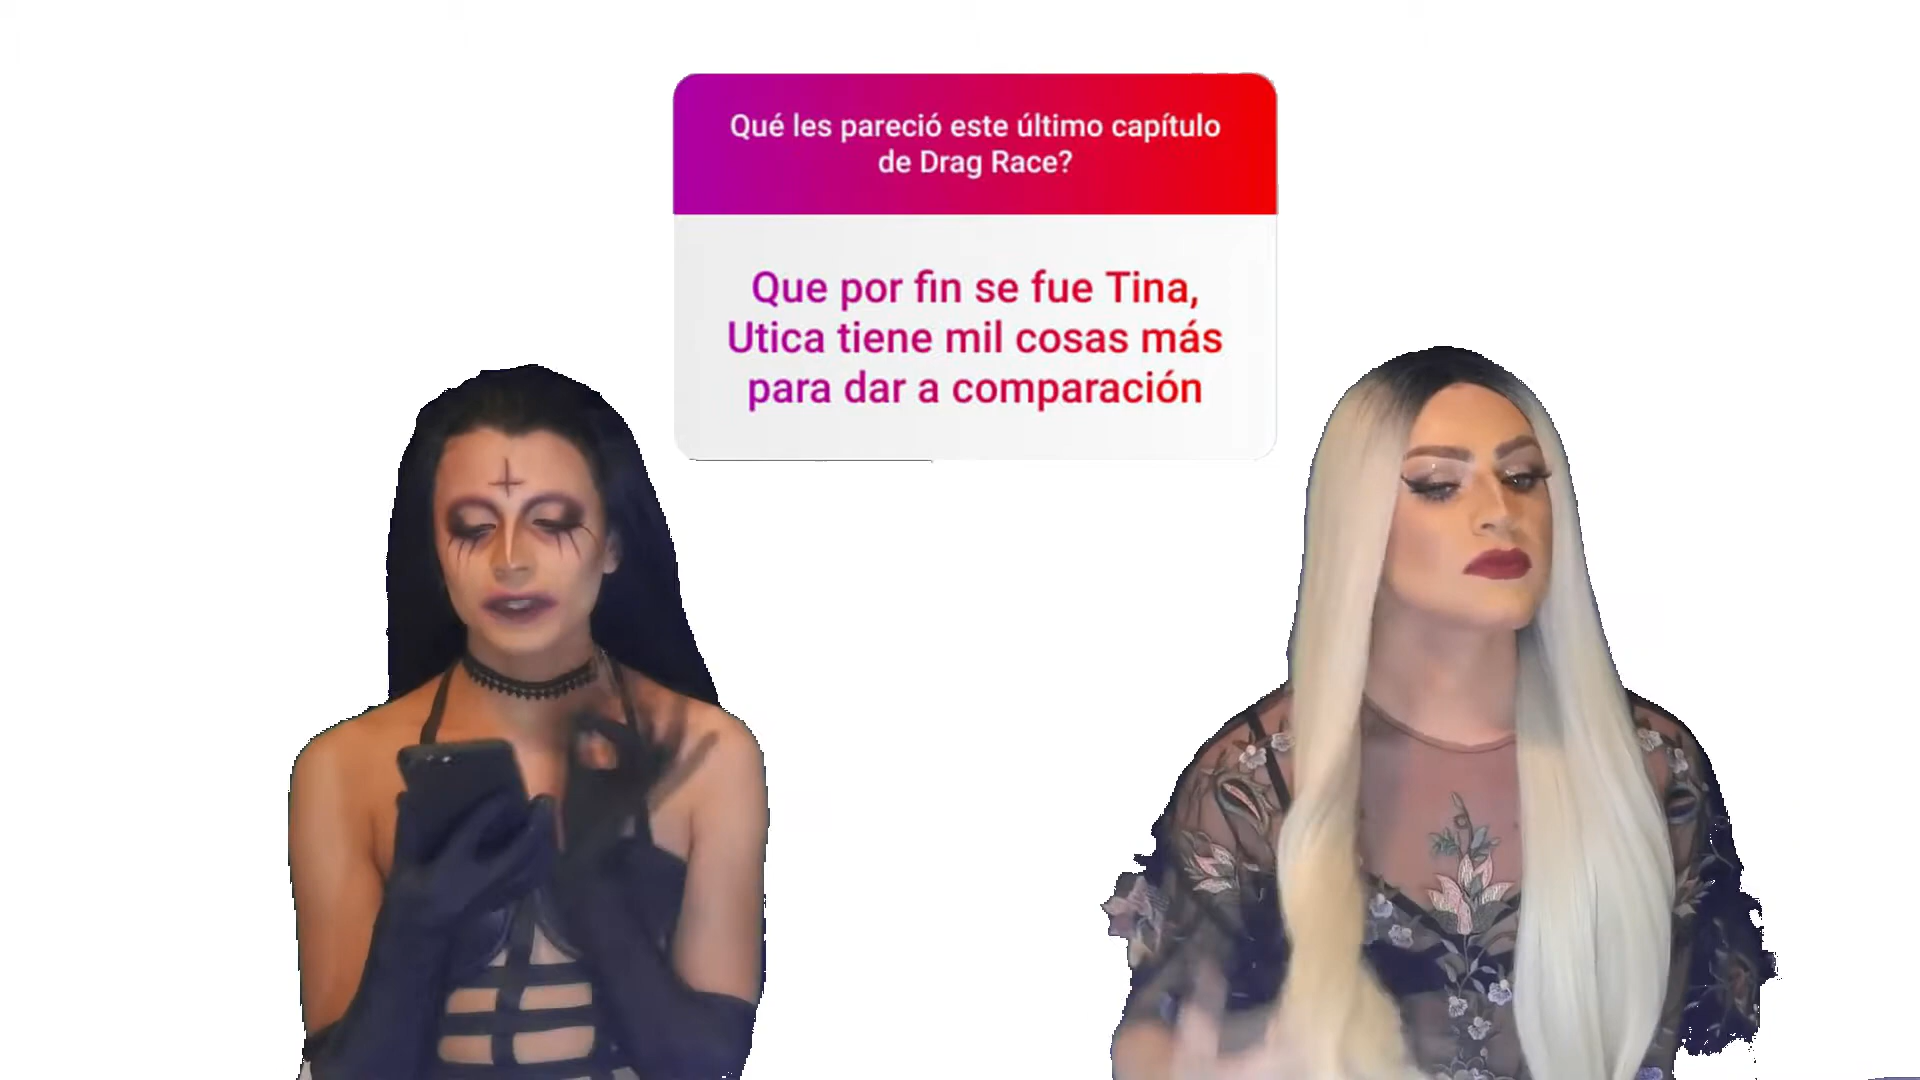 Qué les pareció este último capítulo
de Drag Race?
Que por fin se fue Tina,
Utica tiene mil cosas más
para dar a comparación